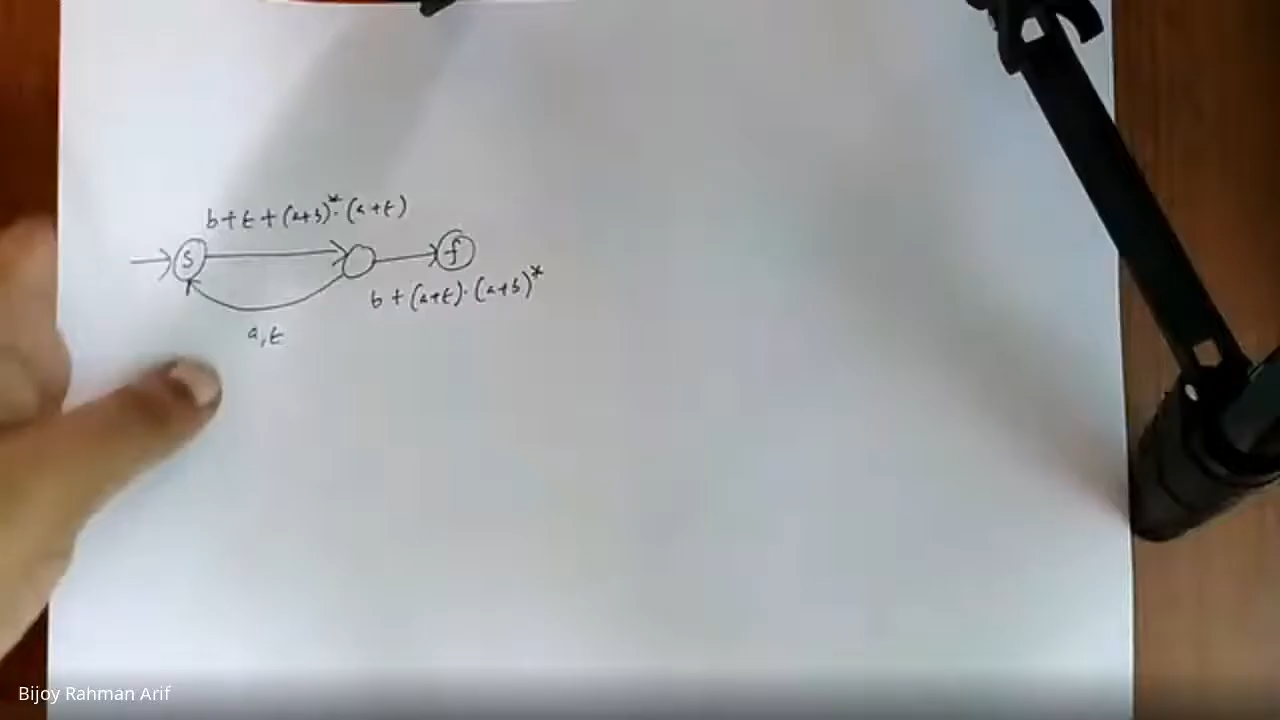 b+ε+(a+b)*.(a+ε)
s
f
b+(a+ε).(a+b)*
a,ε
Bijoy Rahman Arif